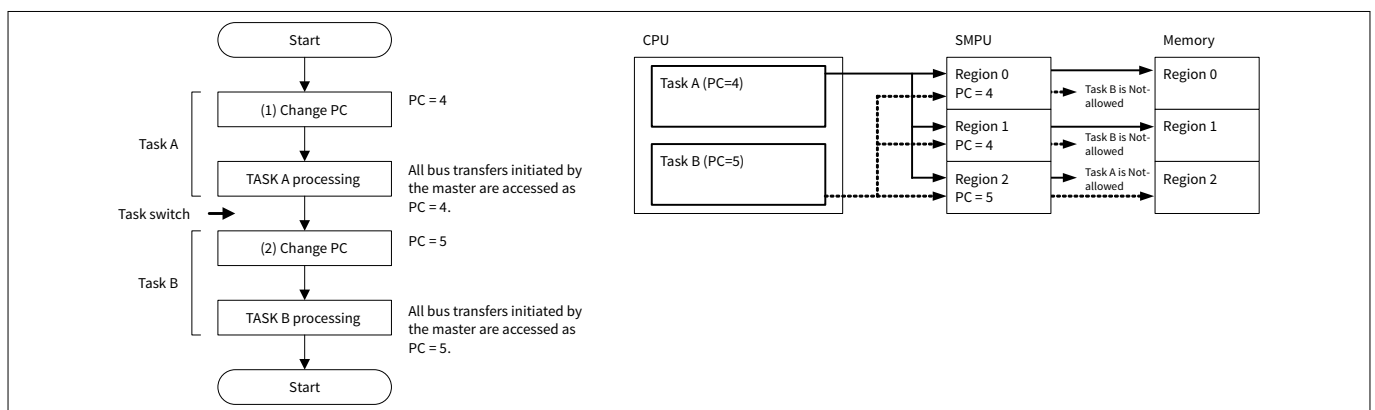 Start
(1) Change PC
PC = 4
Task A
TASK A processing
All bus transfers initiated by
the master are accessed as
PC = 4.
Task switch
(2) Change PC
PC = 5
Task B
TASK B processing
All bus transfers initiated by
the master are accessed as
PC = 5.
Start
CPU
Task A (PC=4)
Task B (PC=5)
SMPU
Region 0
PC = 4
Region 1
PC = 4
Region 2
PC = 5
Task B is Not-
allowed
Task B is Not-
allowed
Task A is Not-
allowed
Memory
Region 0
Region 1
Region 2